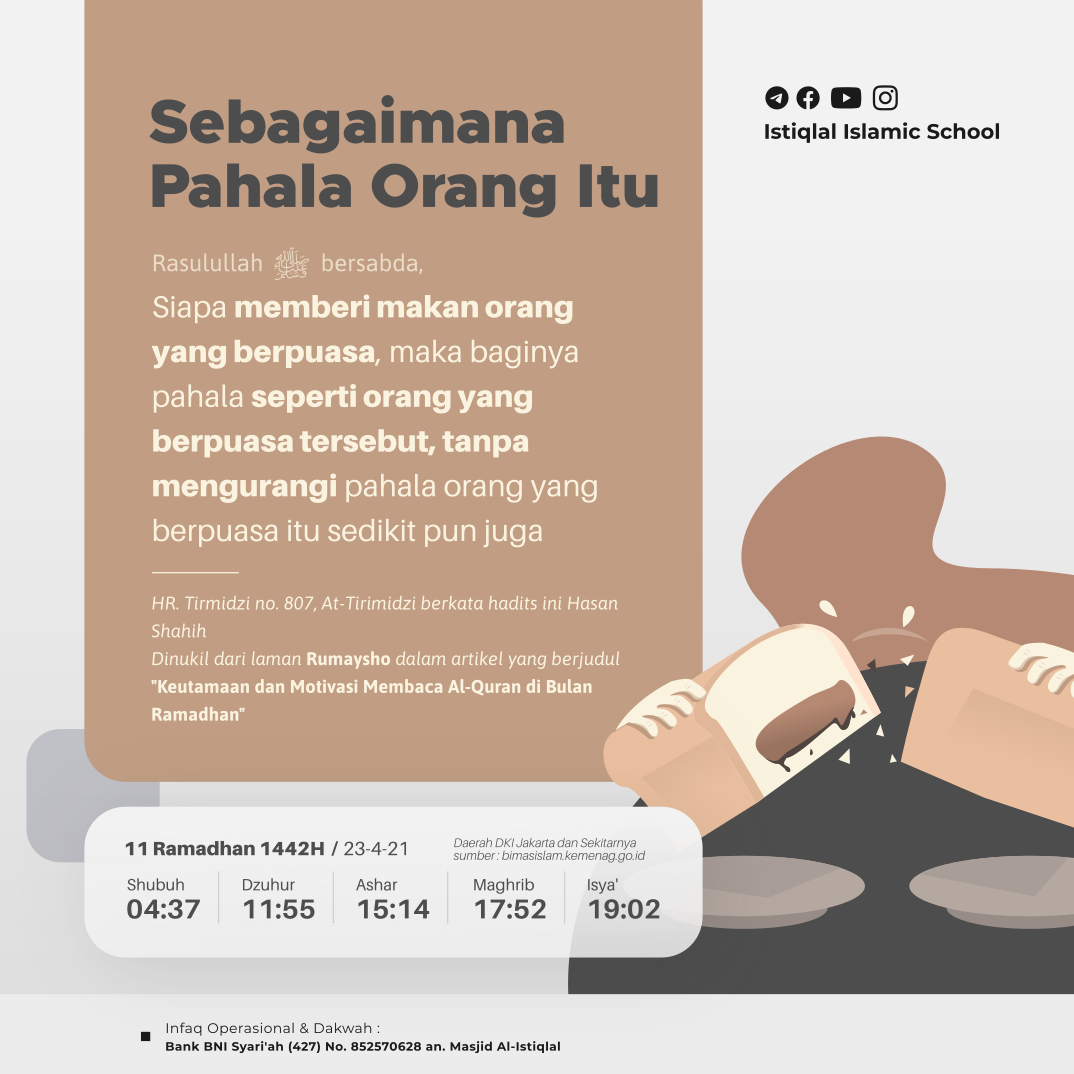 Sebagaimana
Pahala Orang Itu
Istiqlal Islamic School
Rasulullah ﷺ bersabda,
Siapa memberi makan orang
yang berpuasa, maka baginya
pahala seperti orang yang
berpuasa tersebut, tanpa
mengurangi pahala orang yang
berpuasa itu sedikit pun juga
HR. Tirmidzi no. 807, At-Tirimidzi berkata hadits ini Hasan
Shahih
Dinukil dari laman Rumaysho dalam artikel yang berjudul
"Keutamaan dan Motivasi Membaca Al-Quran di Bulan
Ramadhan"
11 Ramadhan 1442H / 23-4-21
Daerah DKI Jakarta dan Sekitarnya
sumber : bimasislam.kemenag.go.id
Shubuh Dzuhur Ashar Maghrib Isya'
04:37 11:55 15:14 17:52 19:02
Infaq Operasional & Dakwah :
Bank BNI Syari'ah (427) No. 852570628 an. Masjid Al-Istiqlal